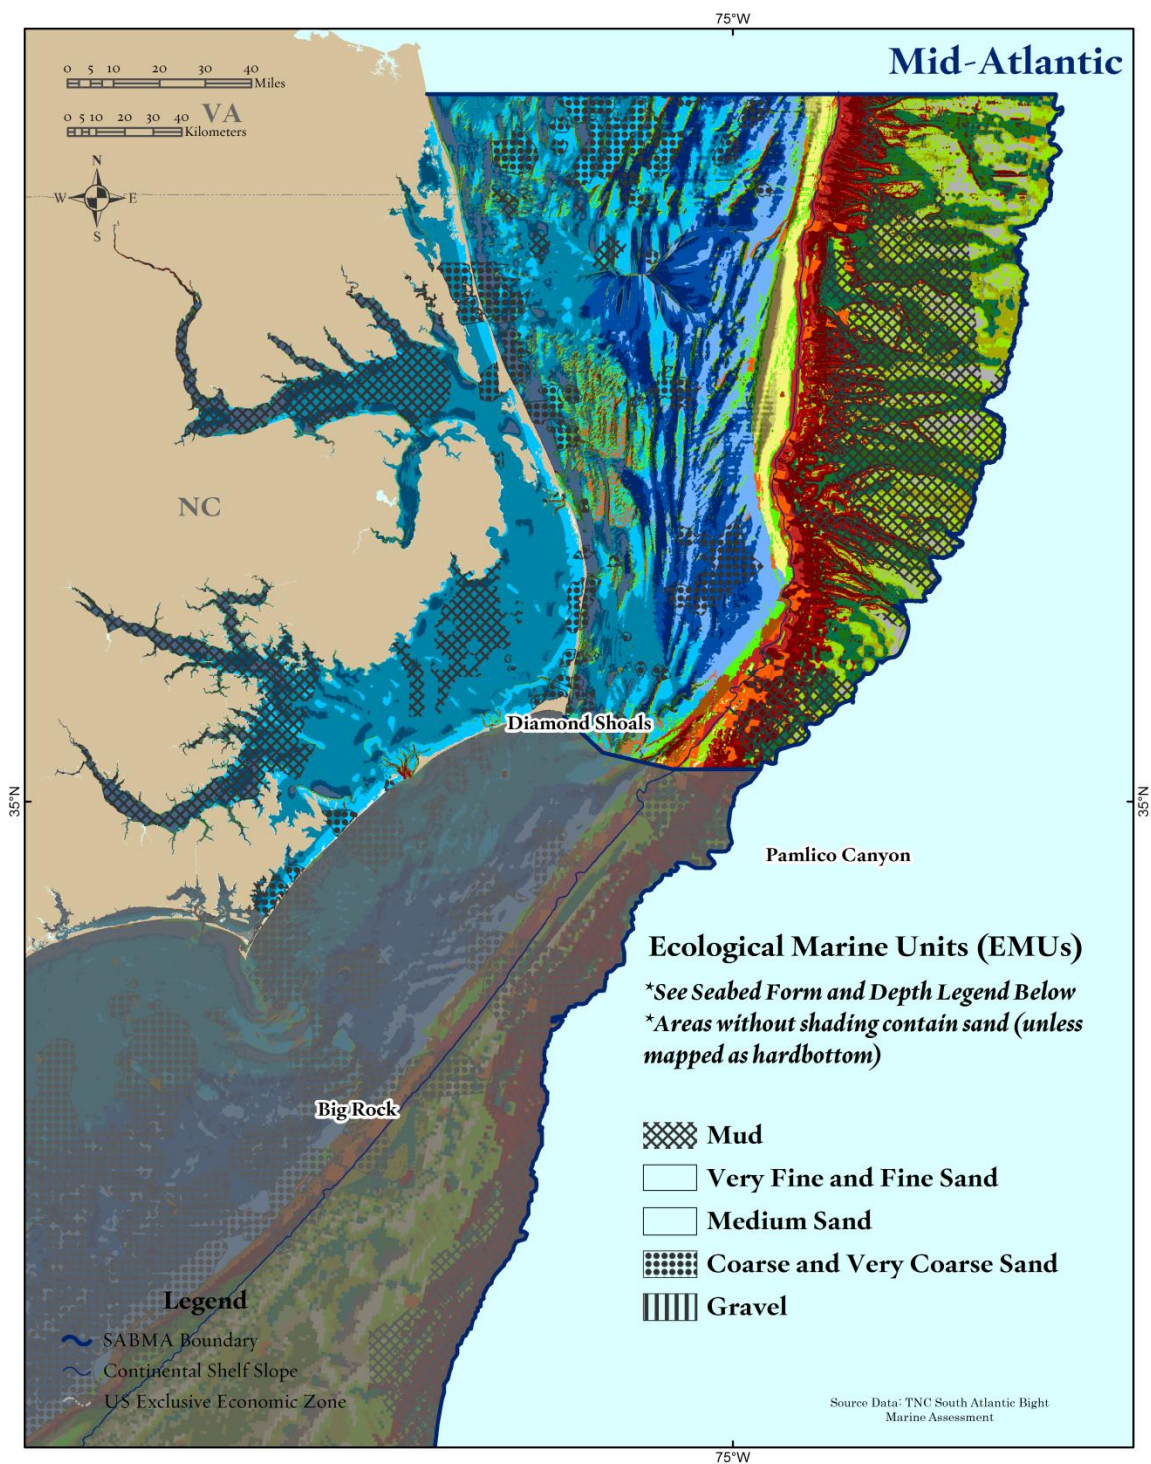 75°W
Mid-Atlantic
0 5 10 20 30 40
Miles
VA
0 5 10 20 30 40
Kilometers
N
W E
S
NC
Diamond Shoals
35°N
35°N
Pamlico Canyon
Ecological Marine Units (EMUs)
*See Seabed Form and Depth Legend Below
*Areas without shading contain sand (unless
mapped as hardbottom)
Big Rock
Mud
Very Fine and Fine Sand
Medium Sand
Coarse and Very Coarse Sand
Gravel
Legend
SABMA Boundary
Continental Shelf Slope
US Exclusive Economic Zone
Source Data: TNC South Atlantic Bight
Marine Assessment
75°W